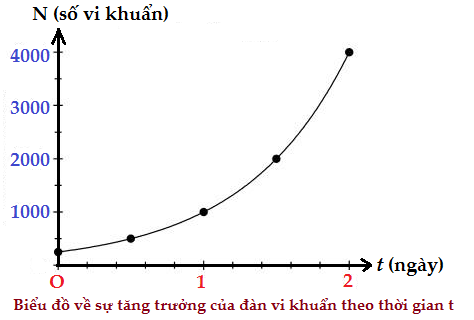 N (số vi khuẩn)
4000
3000
2000
1000
O 1 2 t (ngày)
Biểu đồ về sự tăng trưởng của đàn vi khuẩn theo thời gian t